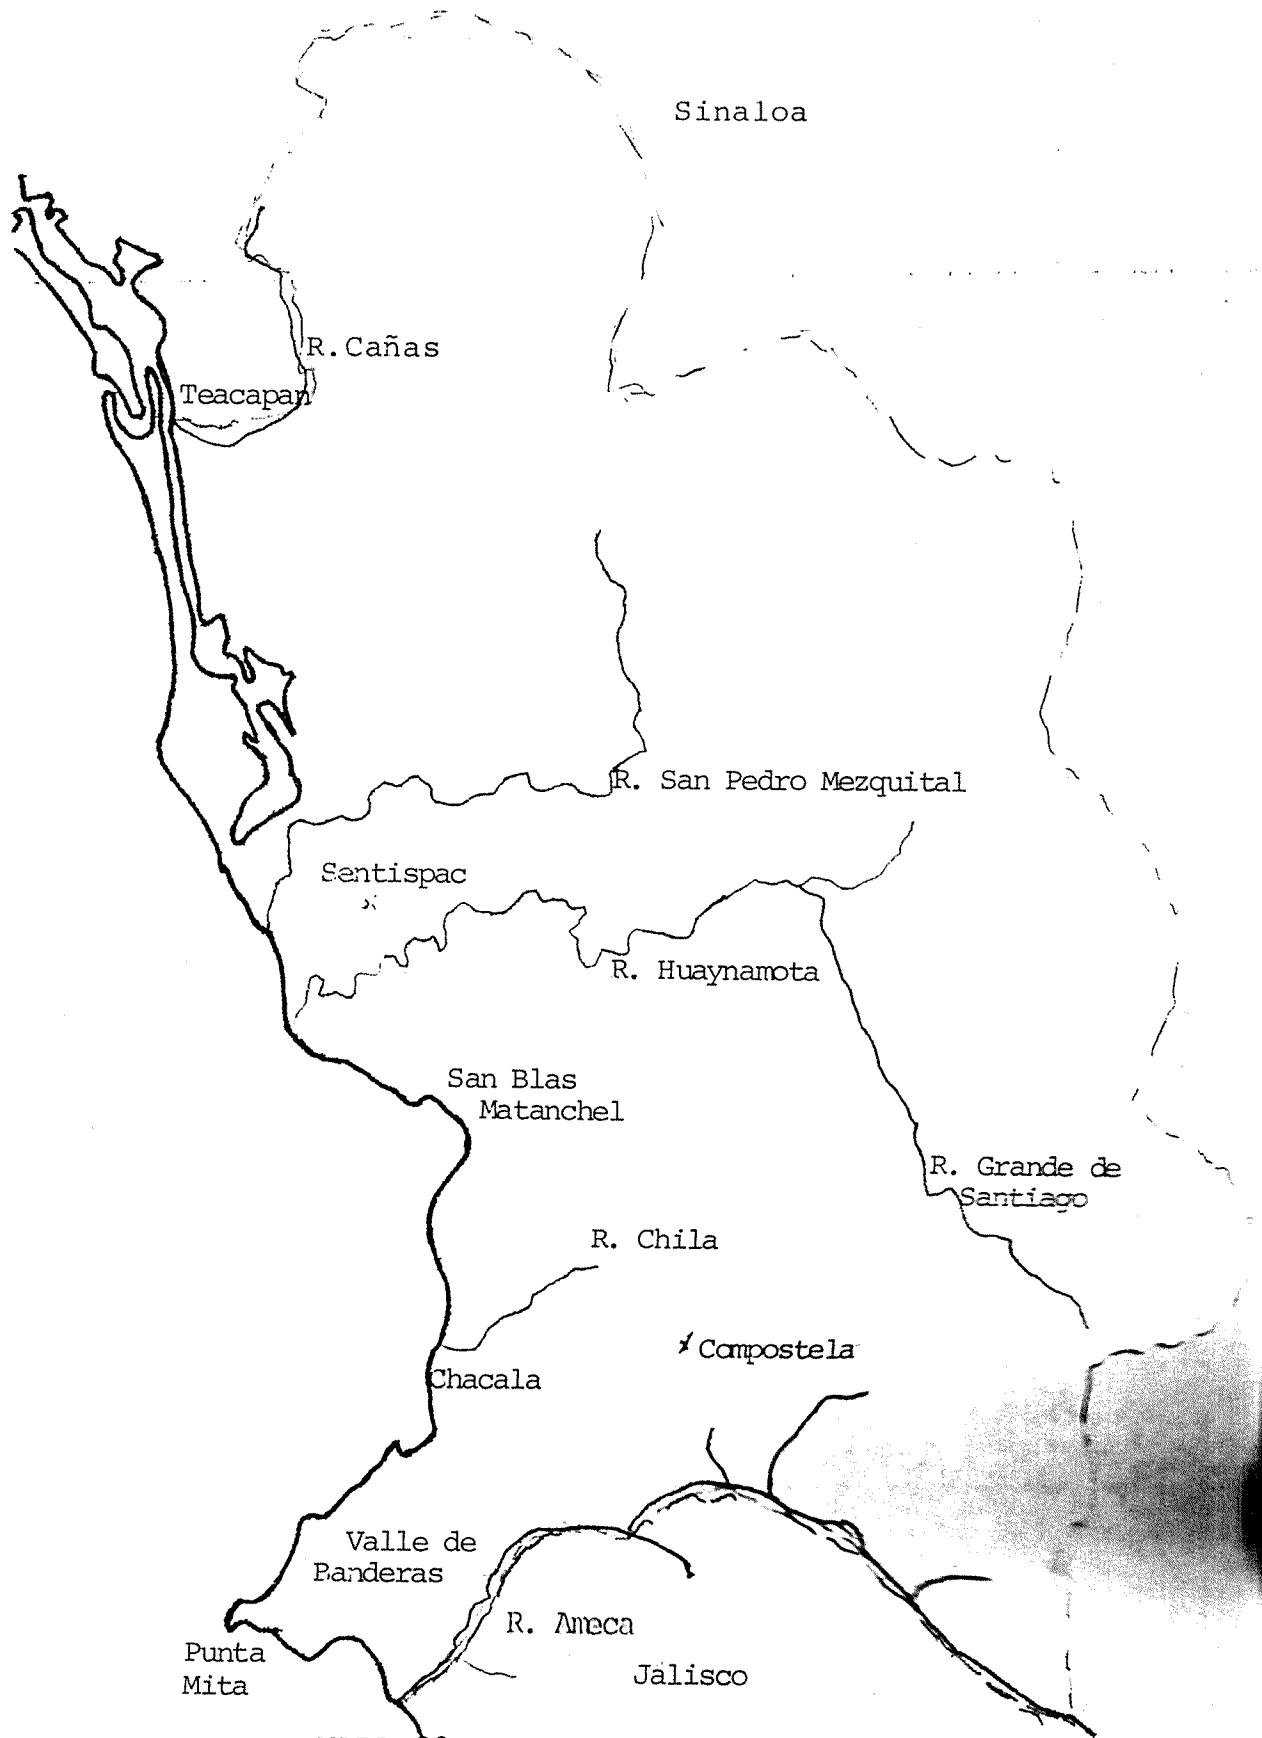 Sinaloa
R.Cañas
Teacapan
R. San Pedro Mezquital
Sentispac
R. Huaynamota
San Blas
Matanchel
R. Grande de
Santiago
R. Chila
Compostela
Chacala
Valle de
Banderas
R. Ameca
Punta
Mita
Jalisco